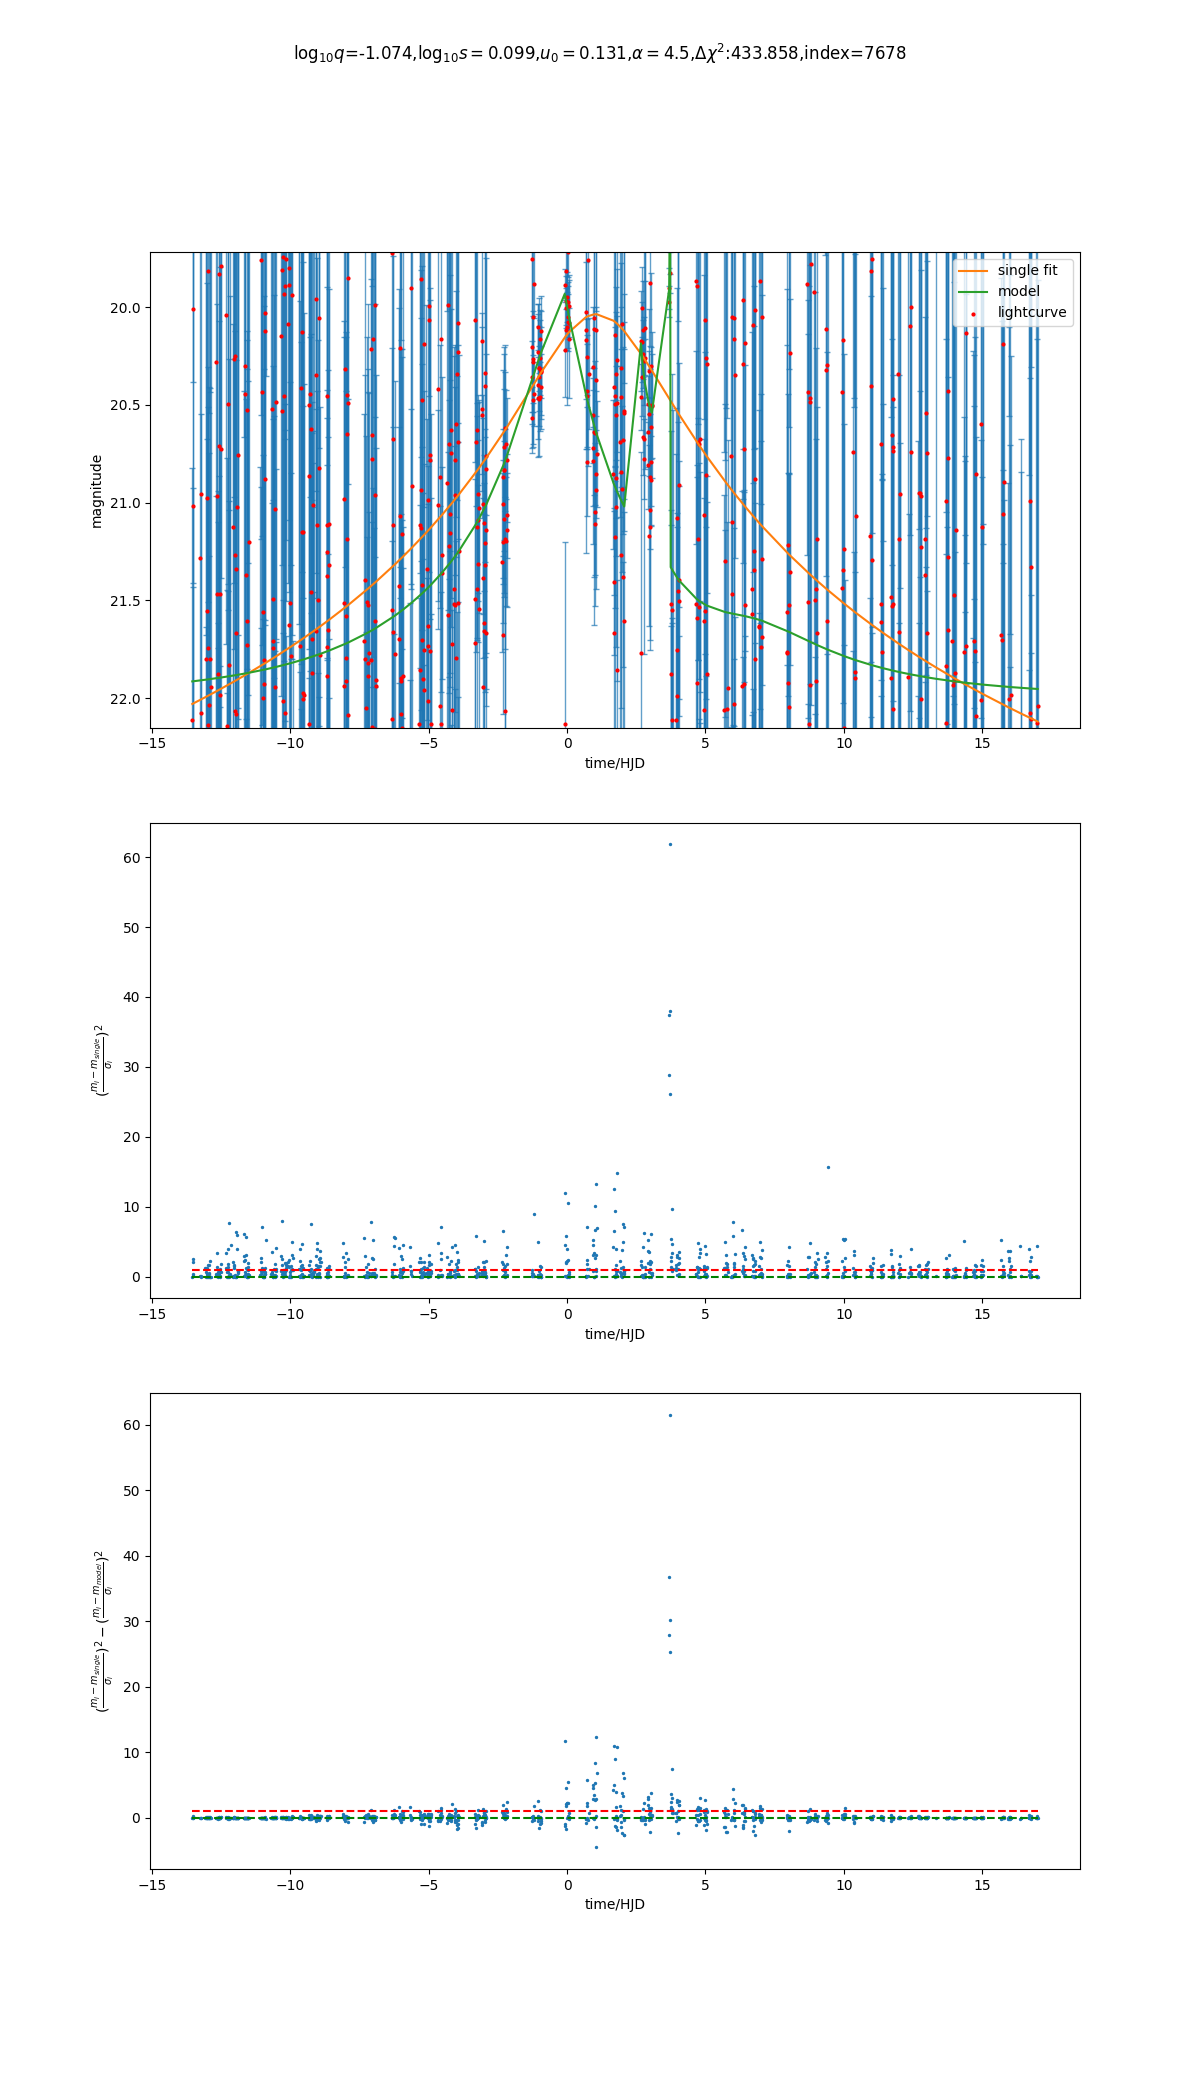 log₁₀q=-1.074,log₁₀s = 0.099,u₀ = 0.131,α = 4.5,Δχ²:433.858,index=7678
single fit
model
lightcurve
magnitude
20.0
20.5
21.0
21.5
22.0
−15 −10 −5 0 5 10 15
time/HJD
(mᵢ − m_single / σᵢ)²
60
50
40
30
20
10
0
−15 −10 −5 0 5 10 15
time/HJD
(mᵢ − m_single / σᵢ)² − (mᵢ − m_model / σᵢ)²
60
50
40
30
20
10
0
−15 −10 −5 0 5 10 15
time/HJD